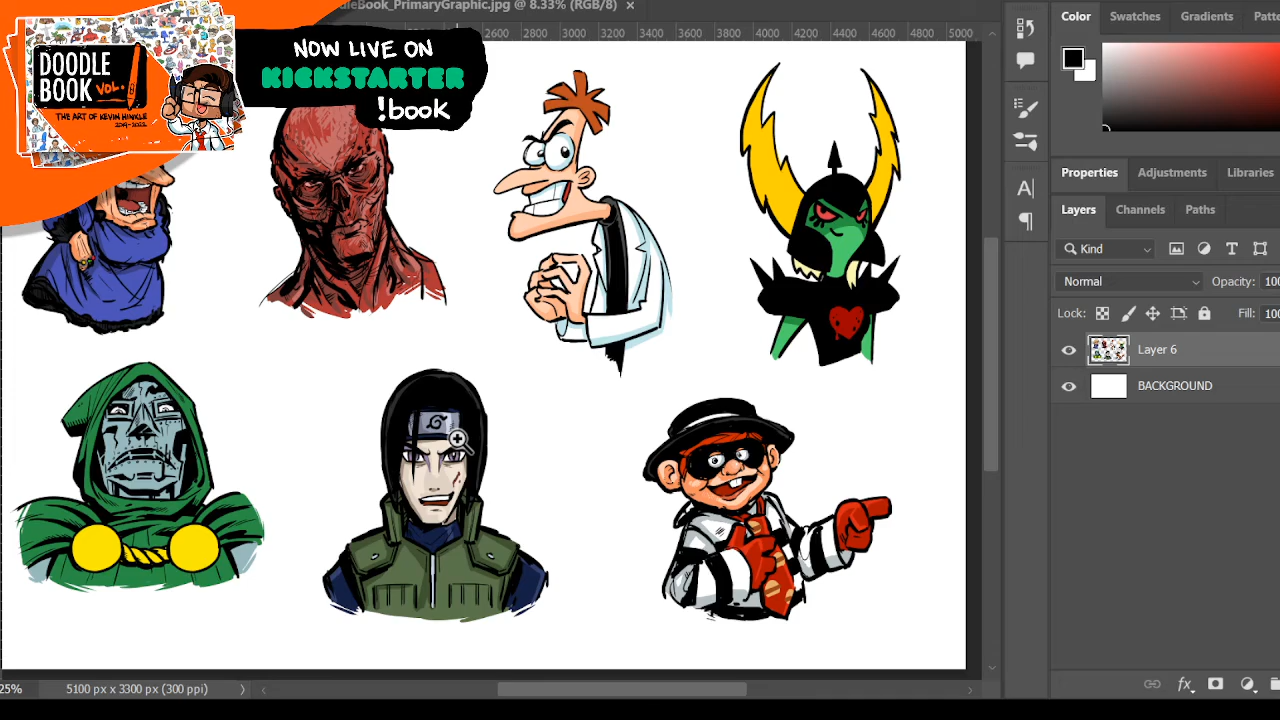 dleBook_PrimaryGraphic.jpg @ 8.33% (RGB/8) ×
NOW LIVE ON
KICKSTARTER
!book
DOODLE
BOOK VOL.
THE ART OF KEVIN HINKLE
2600 2800 3000 3200 3400 3600 3800 4000 4200 4400 4600 4800 5000
Color Swatches Gradients Patte
Properties Adjustments Libraries
Layers Channels Paths
Kind
Normal Opacity: 100
Lock: Fill: 100
Layer 6
BACKGROUND
25% 5100 px x 3300 px (300 ppi)
fx